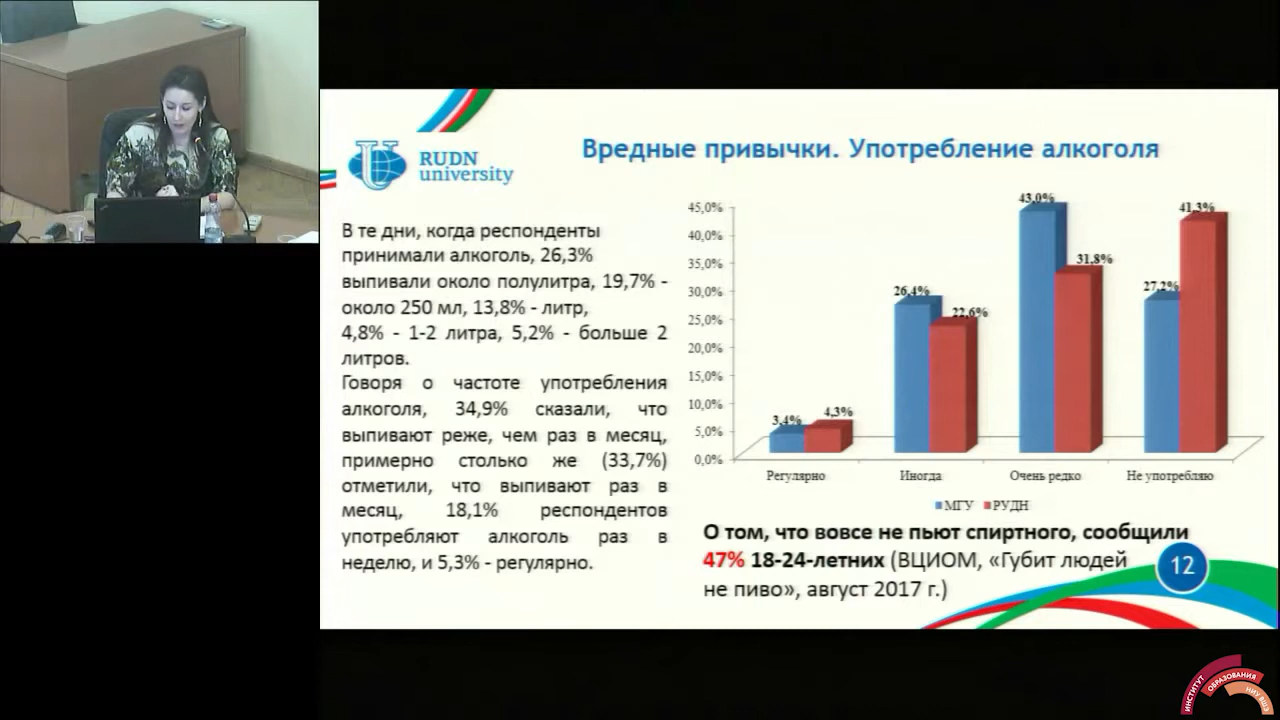 RUDN
university
Вредные привычки. Употребление алкоголя
В те дни, когда респонденты
принимали алкоголь, 26,3%
выпивали около полулитра, 19,7% -
около 250 мл, 13,8% - литр,
4,8% - 1-2 литра, 5,2% - больше 2
литров.
Говоря о частоте употребления
алкоголя, 34,9% сказали, что
выпивают реже, чем раз в месяц,
примерно столько же (33,7%)
отметили, что выпивают раз в
месяц, 18,1% респондентов
употребляют алкоголь раз в
неделю, и 5,3% - регулярно.
45,0%
40,0%
35,0%
30,0%
25,0%
20,0%
15,0%
10,0%
5,0%
0,0%
3,4%
4,3%
26,4%
22,6%
43,0%
31,8%
27,2%
41,3%
Регулярно
Иногда
Очень редко
Не употребляю
МГУ
РУДН
О том, что вовсе не пьют спиртного, сообщили
47% 18-24-летних (ВЦИОМ, «Губит людей
не пиво», август 2017 г.)
12
ИНСТИТУТ
ОБРАЗОВАНИЯ
НИУ ВШЭ